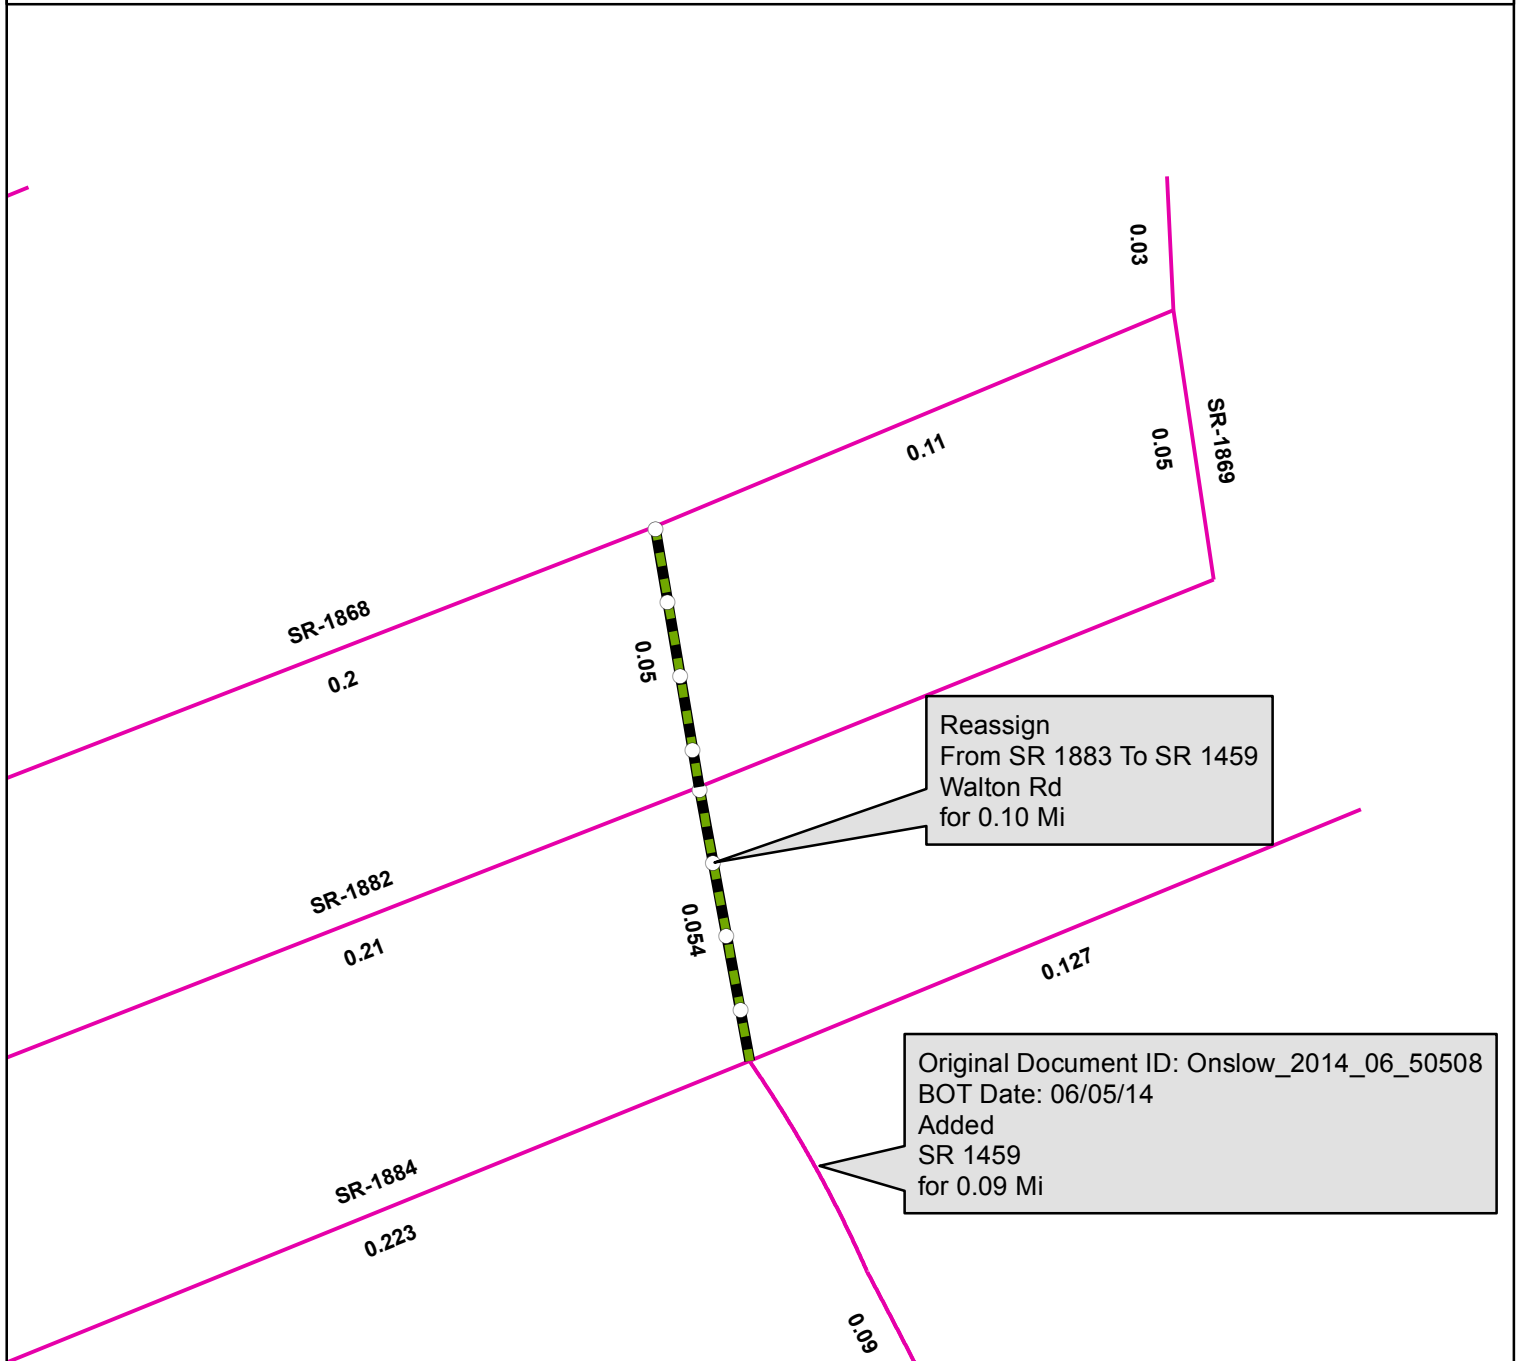 0.03
SR-1869
0.05
0.11
SR-1868
0.2
0.05
Reassign
From SR 1883 To SR 1459
Walton Rd
for 0.10 Mi
SR-1882
0.21
0.054
0.127
Original Document ID: Onslow_2014_06_50508
BOT Date: 06/05/14
Added
SR 1459
for 0.09 Mi
SR-1884
0.223
0.09